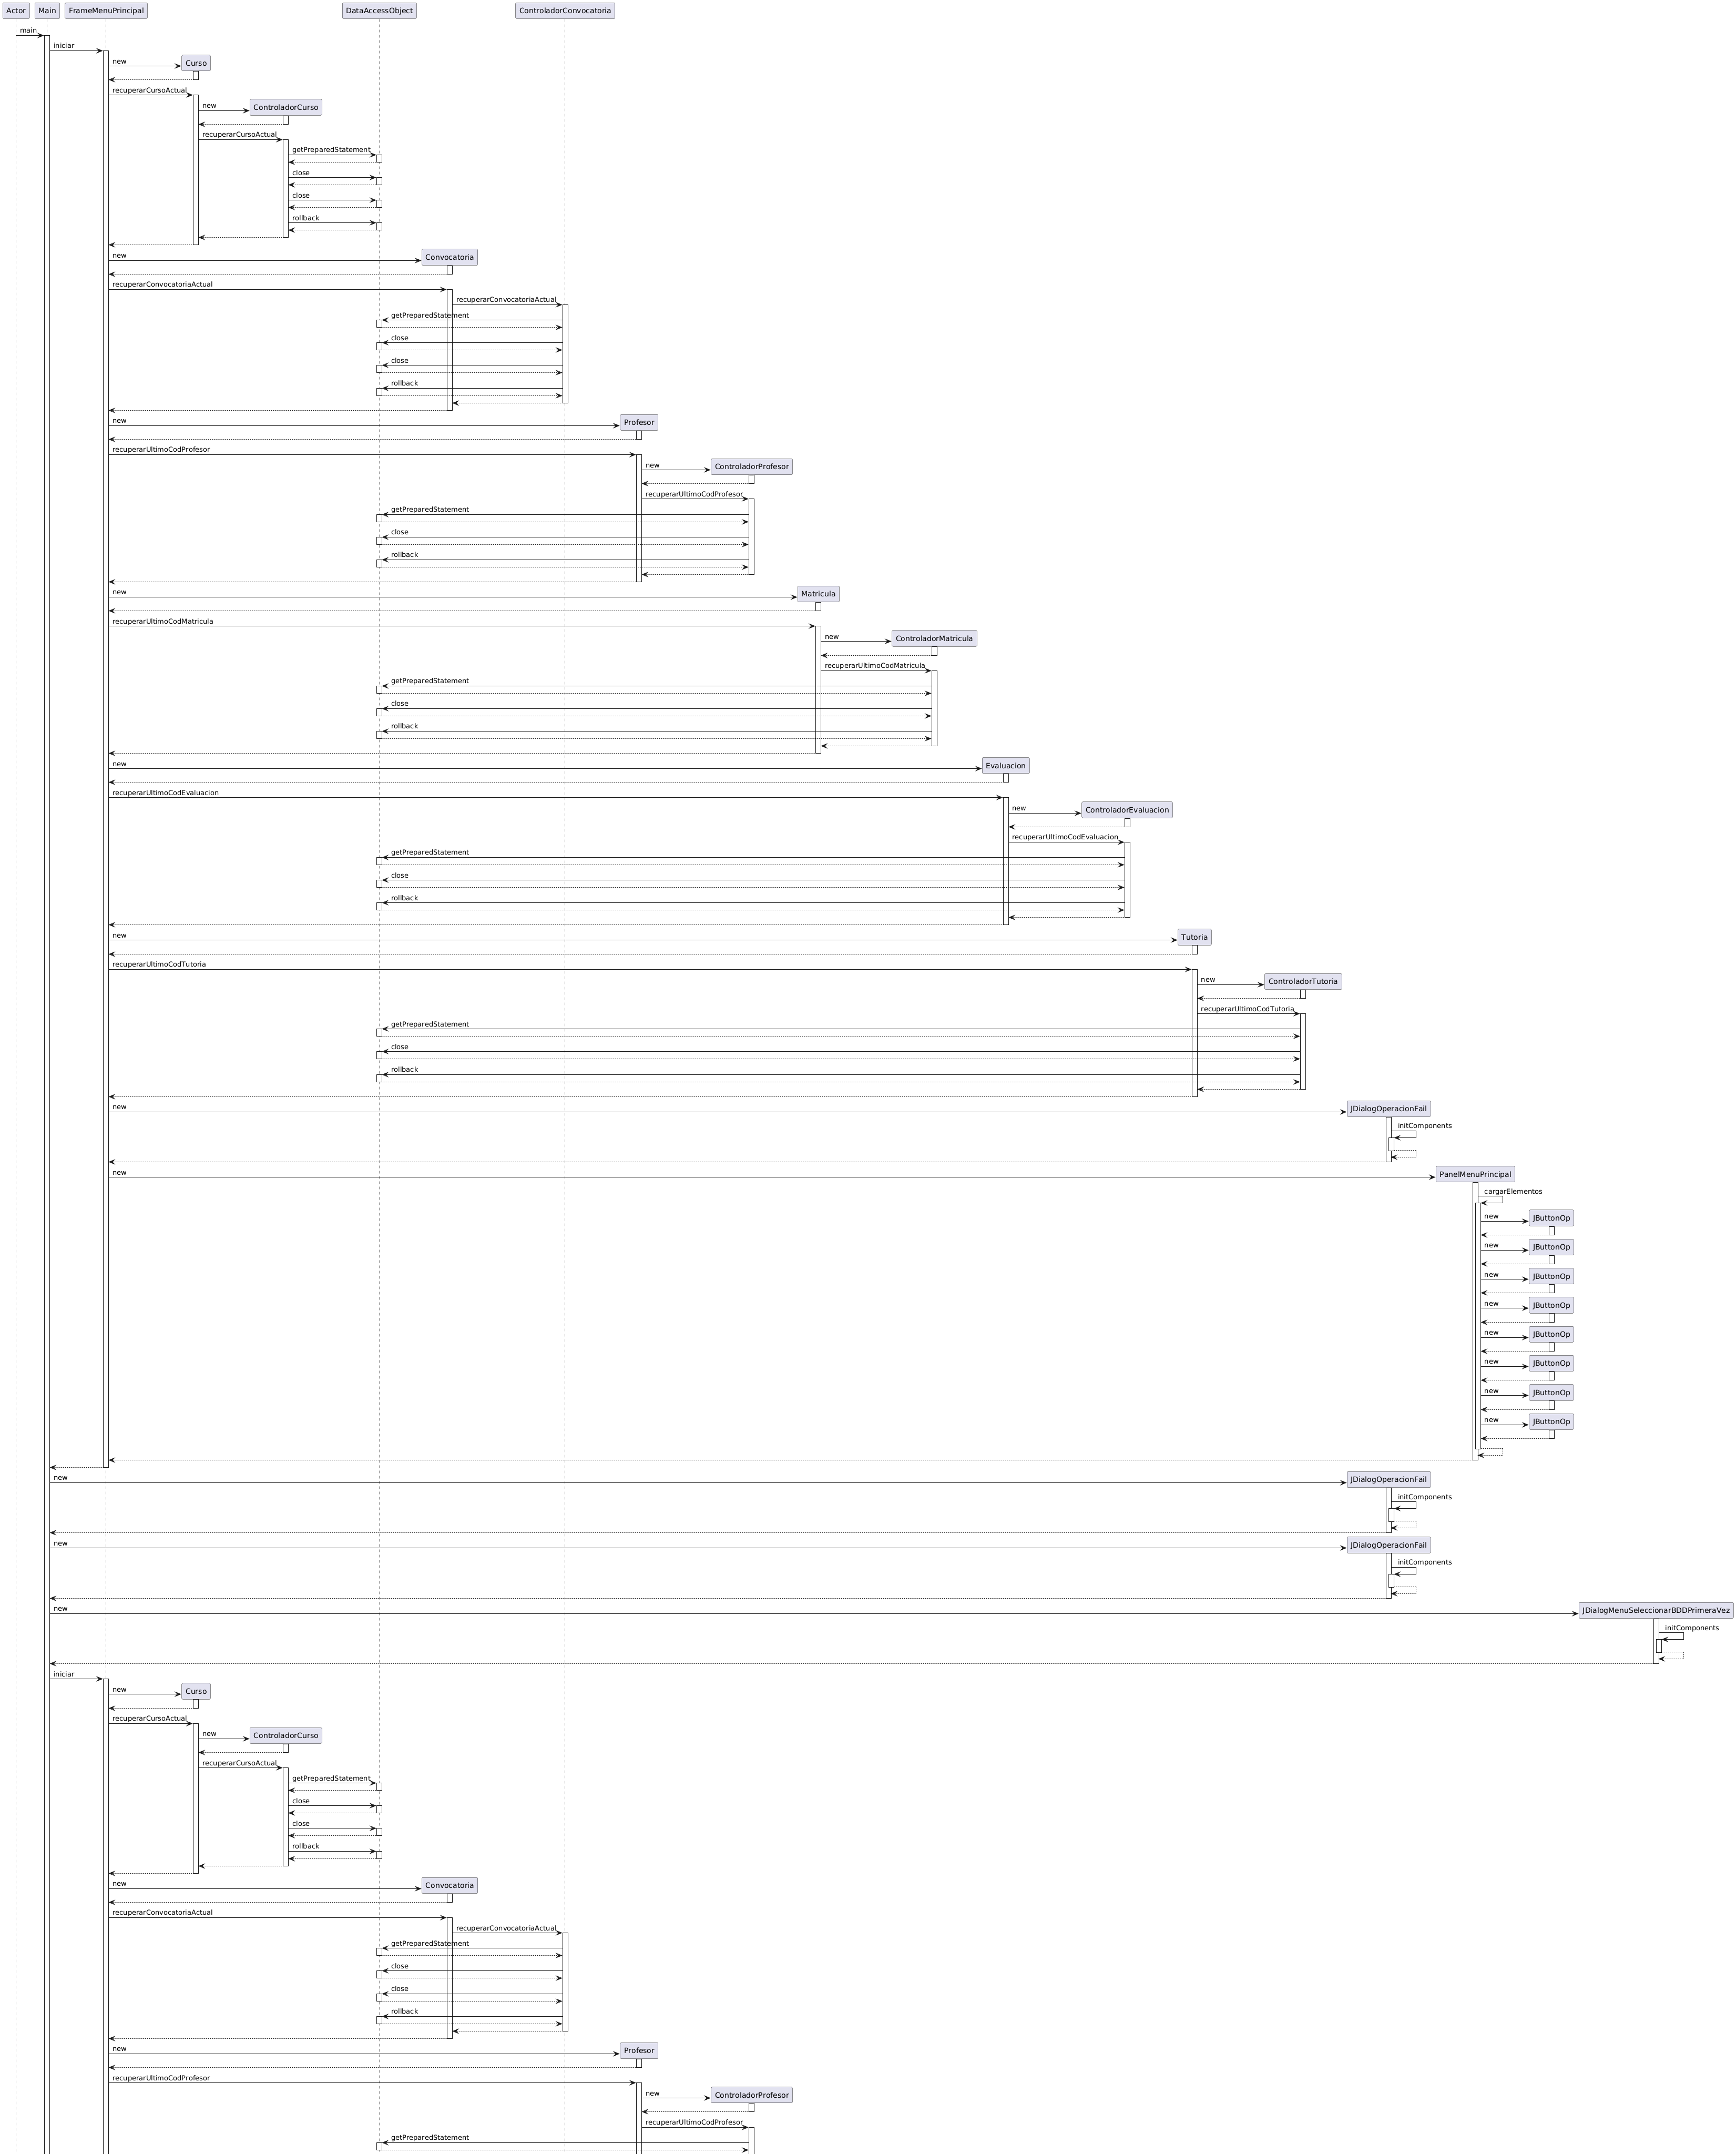 Actor Main FrameMenuPrincipal DataAccessObject ControladorConvocatoria
main
iniciar
new Curso
recuperarCursoActual
new ControladorCurso
recuperarCursoActual
getPreparedStatement
close
close
rollback
new Convocatoria
recuperarConvocatoriaActual
recuperarConvocatoriaActual
getPreparedStatement
close
close
rollback
new Profesor
recuperarUltimoCodProfesor
new ControladorProfesor
recuperarUltimoCodProfesor
getPreparedStatement
close
rollback
new Matricula
recuperarUltimoCodMatricula
new ControladorMatricula
recuperarUltimoCodMatricula
getPreparedStatement
close
rollback
new Evaluacion
recuperarUltimoCodEvaluacion
new ControladorEvaluacion
recuperarUltimoCodEvaluacion
getPreparedStatement
close
rollback
new Tutoria
recuperarUltimoCodTutoria
new ControladorTutoria
recuperarUltimoCodTutoria
getPreparedStatement
close
rollback
new JDialogOperacionFail
initComponents
new PanelMenuPrincipal
cargarElementos
new JButtonOp
new JButtonOp
new JButtonOp
new JButtonOp
new JButtonOp
new JButtonOp
new JButtonOp
new JButtonOp
new JDialogOperacionFail
initComponents
new JDialogOperacionFail
initComponents
new JDialogMenuSeleccionarBDDPrimeraVez
initComponents
iniciar
new Curso
recuperarCursoActual
new ControladorCurso
recuperarCursoActual
getPreparedStatement
close
close
rollback
new Convocatoria
recuperarConvocatoriaActual
recuperarConvocatoriaActual
getPreparedStatement
close
close
rollback
new Profesor
recuperarUltimoCodProfesor
new ControladorProfesor
recuperarUltimoCodProfesor
getPreparedStatement